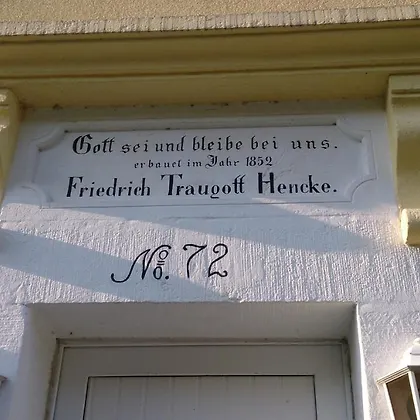 Gott sei und bleibe bei uns.
erbauet im Jahr 1852
Friedrich Traugott Hencke.
No. 72